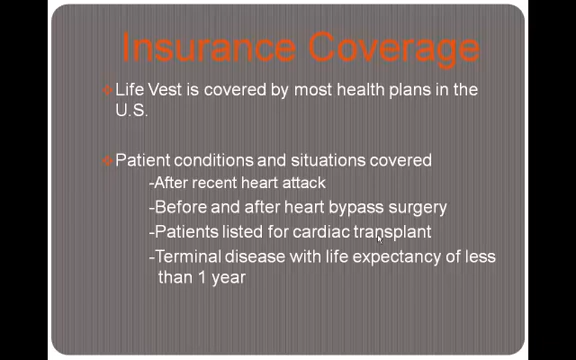 Insurance Coverage
Life Vest is covered by most health plans in the
U.S.
Patient conditions and situations covered
-After recent heart attack
-Before and after heart bypass surgery
-Patients listed for cardiac transplant
-Terminal disease with life expectancy of less
than 1 year